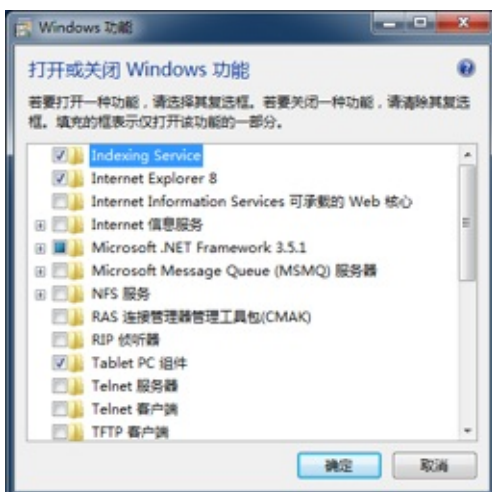 Windows 功能
打开或关闭 Windows 功能
若要打开一种功能，请选择其复选框。若要关闭一种功能，请清除其复选
框。填充的框表示仅打开该功能的一部分。
Indexing Service
Internet Explorer 8
Internet Information Services 可承载的 Web 核心
Internet 信息服务
Microsoft .NET Framework 3.5.1
Microsoft Message Queue (MSMQ) 服务器
NFS 服务
RAS 连接管理器管理工具包(CMAK)
RIP 侦听器
Tablet PC 组件
Telnet 服务器
Telnet 客户端
TFTP 客户端
确定
取消